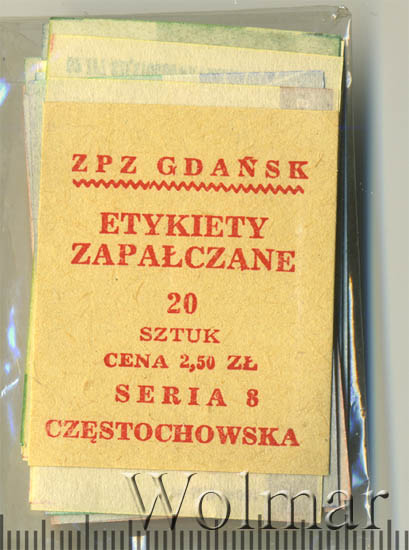 ZPZ GDAŃSK
ETYKIETY
ZAPAŁCZANE
20
SZTUK
CENA 2,50 ZŁ
SERIA 8
CZĘSTOCHOWSKA
Wolmar